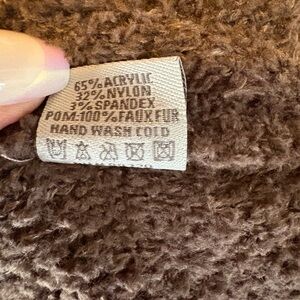 65% ACRYLIC
32% NYLON
3% SPANDEX
POM:100% FAUX FUR
HAND WASH COLD